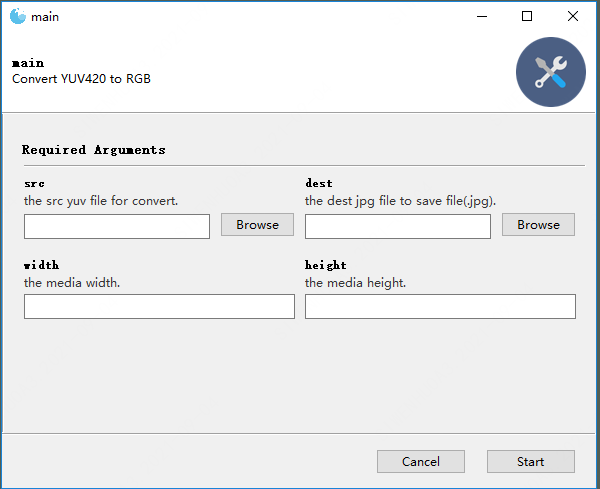 main
main
Convert YUV420 to RGB
Required Arguments
src
the src yuv file for convert.
Browse
dest
the dest jpg file to save file(.jpg).
Browse
width
the media width.
height
the media height.
Cancel
Start